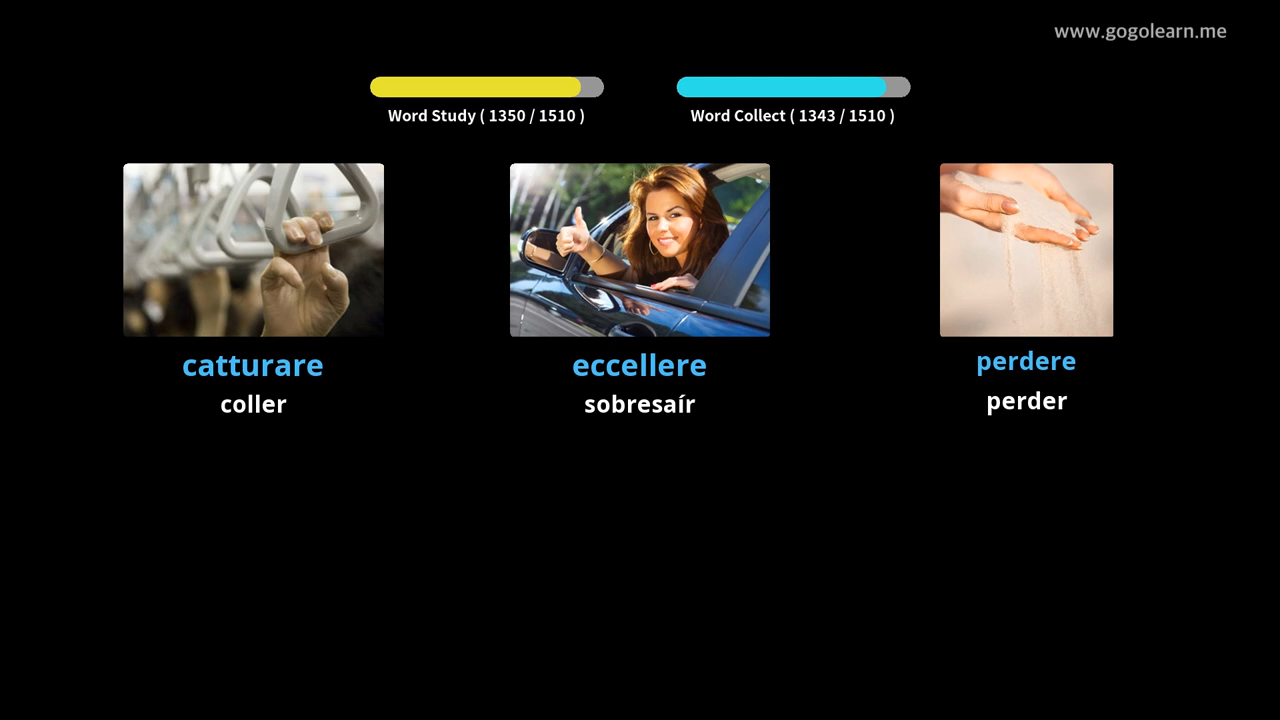 www.gogolearn.me
Word Study ( 1350 / 1510 )
Word Collect ( 1343 / 1510 )
catturare
coller
eccellere
sobresaír
perdere
perder